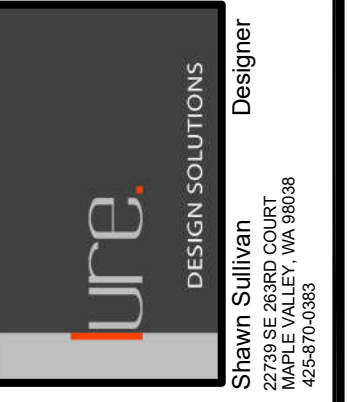 ure.
DESIGN SOLUTIONS
Shawn Sullivan Designer
22739 SE 263RD COURT
MAPLE VALLEY, WA 98038
425-870-0383